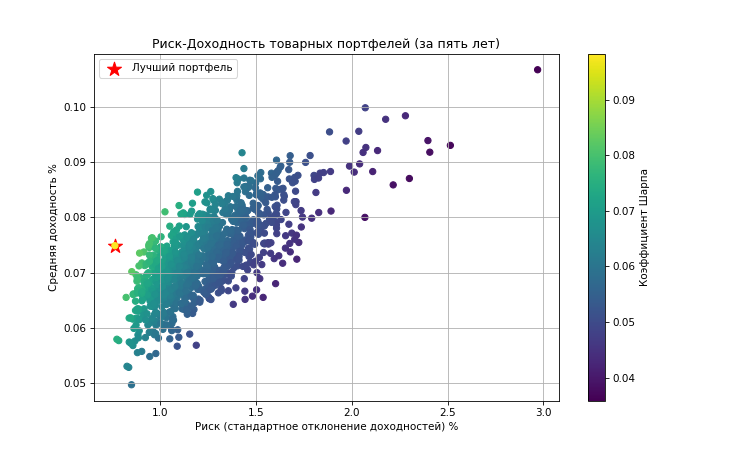 Риск-Доходность товарных портфелей (за пять лет)
Лучший портфель
Средняя доходность %
0.10
0.09
0.08
0.07
0.06
0.05
1.0 1.5 2.0 2.5 3.0
Риск (стандартное отклонение доходностей) %
0.09
0.08
0.07
0.06
0.05
0.04
Коэффициент Шарпа